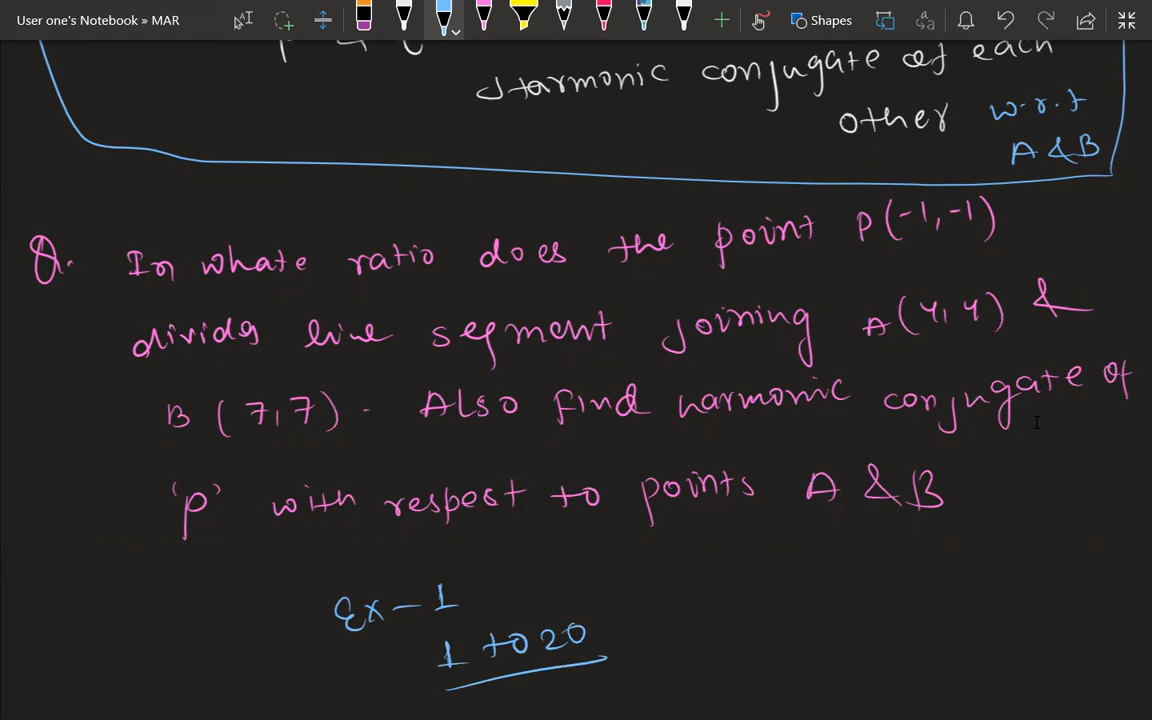 User one's Notebook » MAR
Shapes
Harmonic conjugate of each
other w.r.t
A & B
Q. In whate ratio does the point P(-1,-1)
divides line segment joining A(4,4) &
B (7,7). Also find harmonic conjugate of
'p' with respect to points A & B
Ex-1
1 to 20